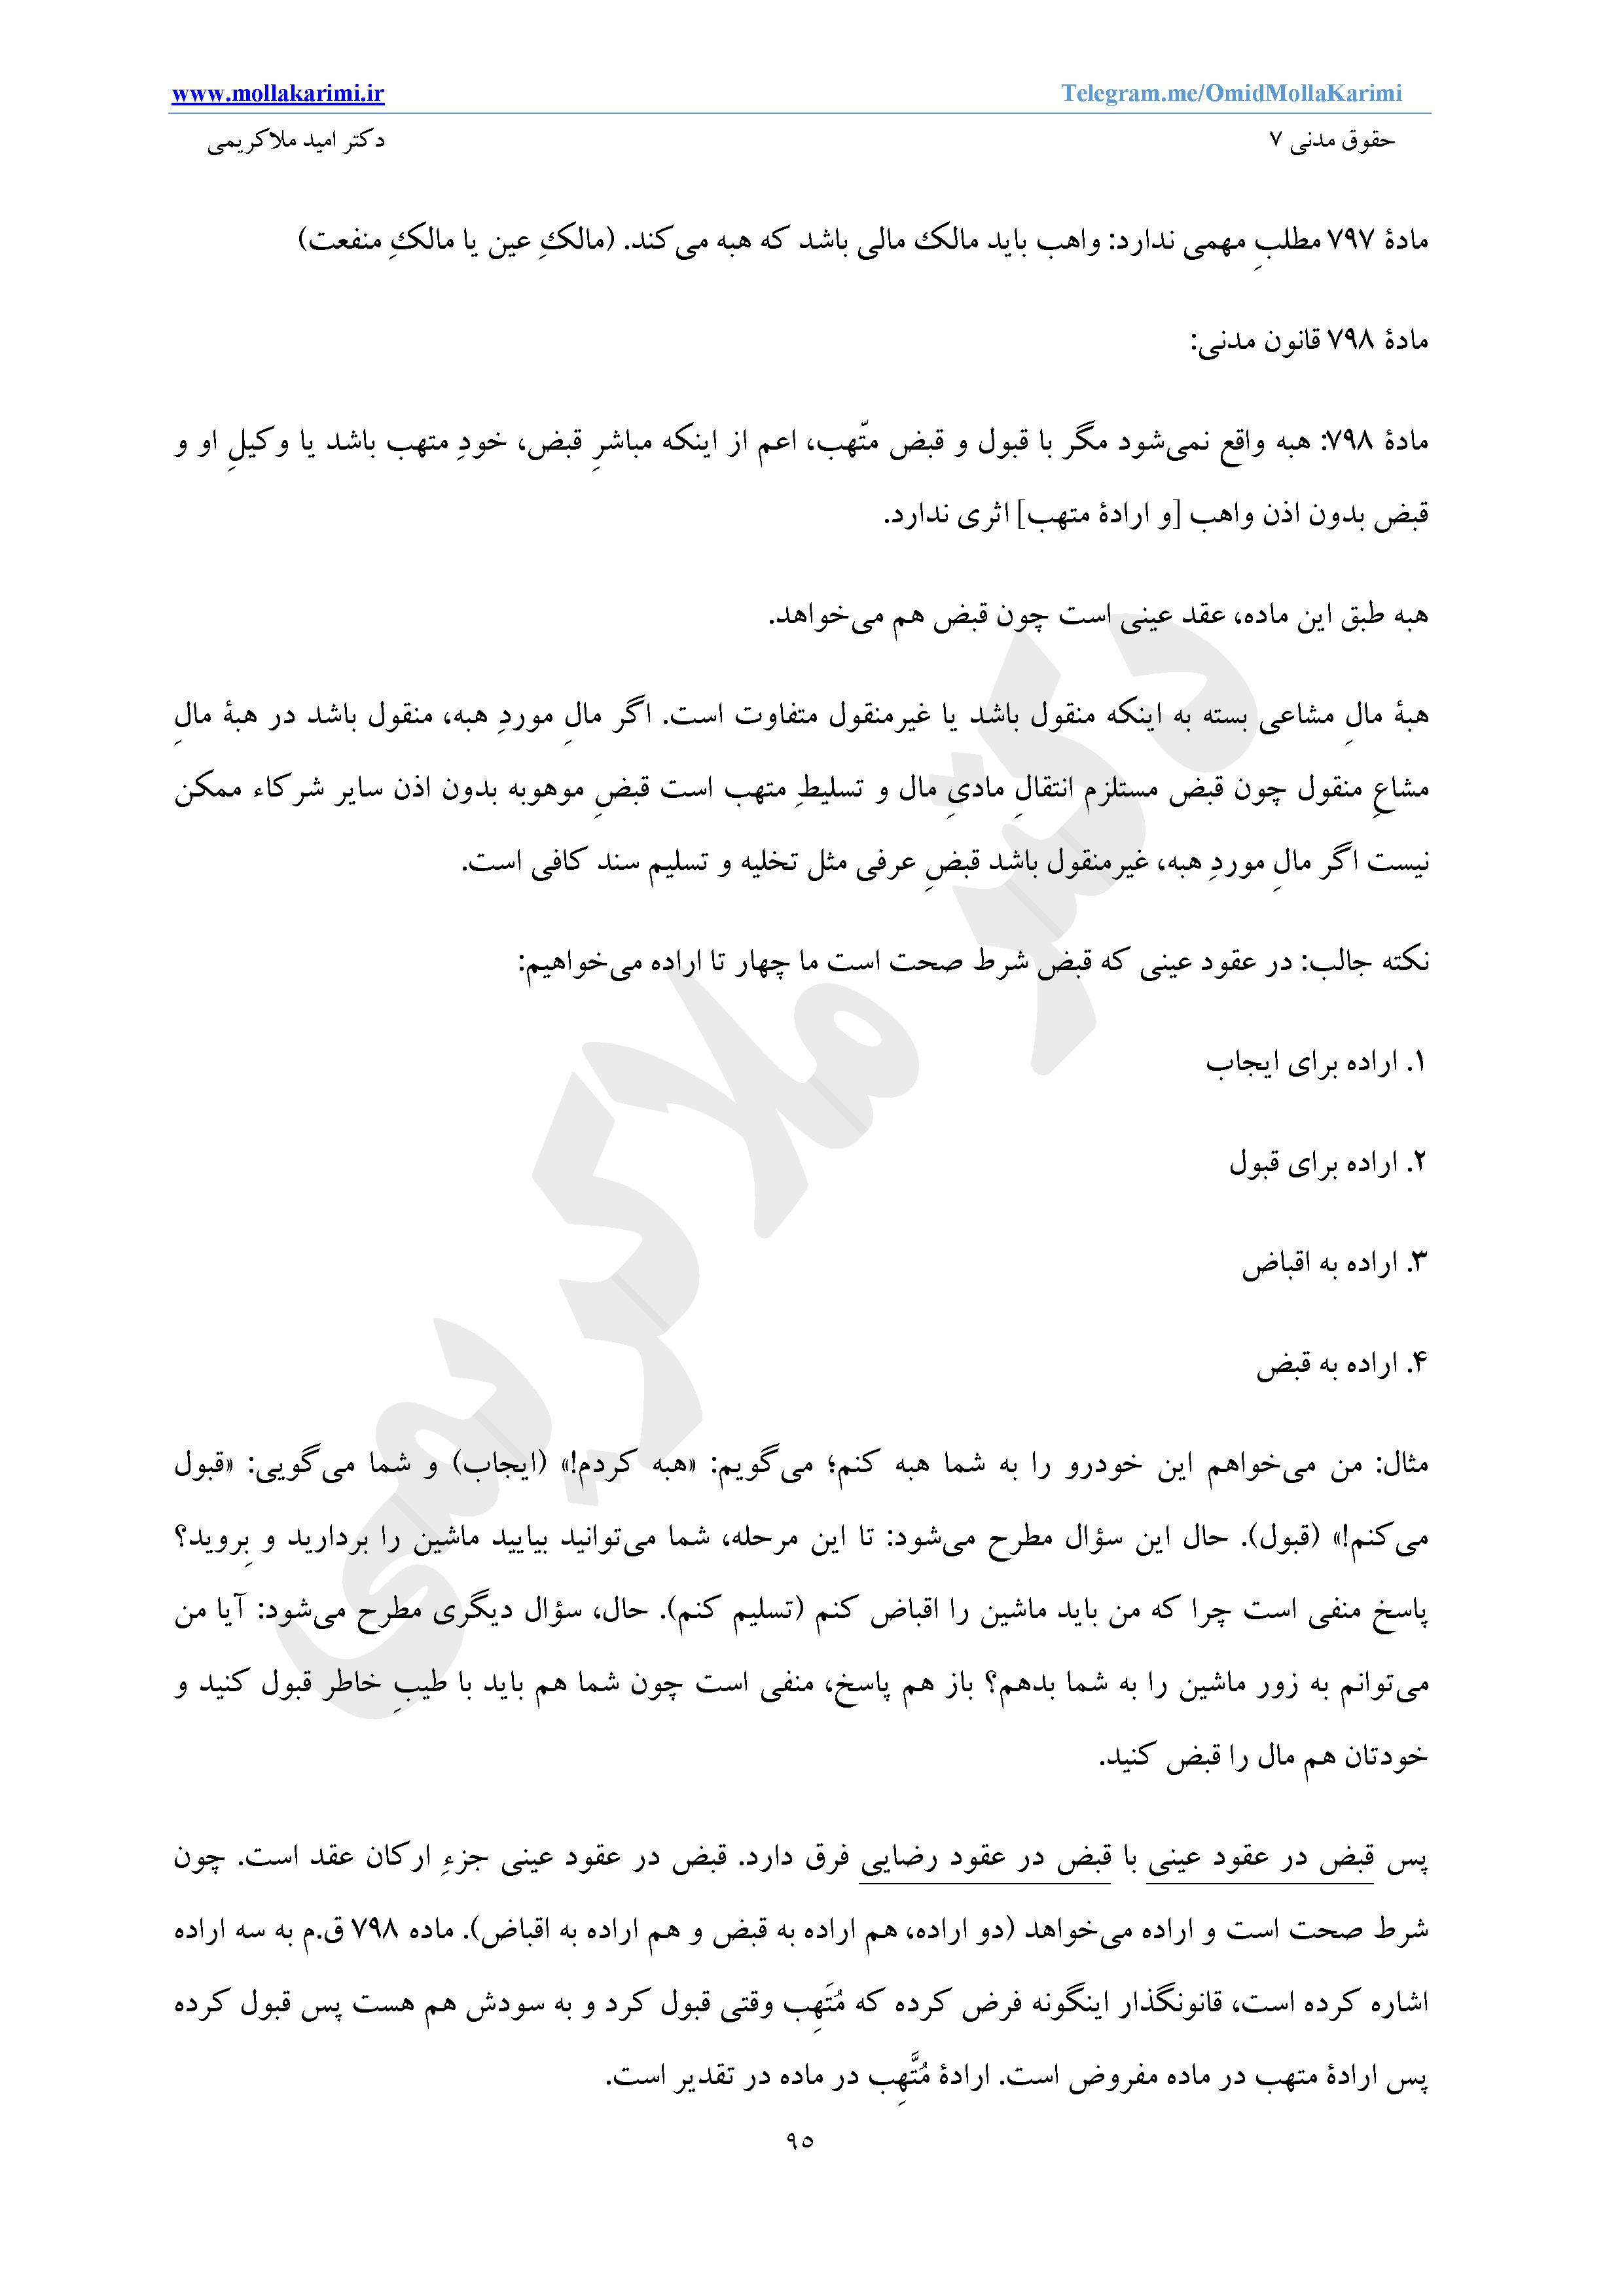 www.mollakarimi.ir Telegram.me/OmidMollaKarimi
حقوق مدنی ۷ دکتر امید ملاکریمی
مادهٔ ۷۹۷ مطلبِ مهمی ندارد: واهب باید مالک مالی باشد که هبه می‌کند. (مالکِ عین یا مالکِ منفعت)
مادهٔ ۷۹۸ قانون مدنی:
مادهٔ ۷۹۸: هبه واقع نمی‌شود مگر با قبول و قبض متّهب، اعم از اینکه مباشرِ قبض، خودِ متهب باشد یا وکیلِ او و
قبض بدون اذن واهب [و ارادهٔ متهب] اثری ندارد.
هبه طبق این ماده، عقد عینی است چون قبض هم می‌خواهد.
هبهٔ مالِ مشاعی بسته به اینکه منقول باشد یا غیرمنقول متفاوت است. اگر مالِ موردِ هبه، منقول باشد در هبهٔ مالِ
مشاعِ منقول چون قبض مستلزم انتقالِ مادیِ مال و تسلیطِ متهب است قبضِ موهوبه بدون اذن سایر شرکاء ممکن
نیست اگر مالِ موردِ هبه، غیرمنقول باشد قبضِ عرفی مثل تخلیه و تسلیم سند کافی است.
نکته جالب: در عقود عینی که قبض شرط صحت است ما چهار تا اراده می‌خواهیم:
۱. اراده برای ایجاب
۲. اراده برای قبول
۳. اراده به اقباض
۴. اراده به قبض
مثال: من می‌خواهم این خودرو را به شما هبه کنم؛ می‌گویم: «هبه کردم!» (ایجاب) و شما می‌گویی: «قبول
می‌کنم!» (قبول). حال این سؤال مطرح می‌شود: تا این مرحله، شما می‌توانید بیایید ماشین را بردارید و بِروید؟
پاسخ منفی است چرا که من باید ماشین را اقباض کنم (تسلیم کنم). حال، سؤال دیگری مطرح می‌شود: آیا من
می‌توانم به زور ماشین را به شما بدهم؟ باز هم پاسخ، منفی است چون شما هم باید با طیبِ خاطر قبول کنید و
خودتان هم مال را قبض کنید.
پس قبض در عقود عینی با قبض در عقود رضایی فرق دارد. قبض در عقود عینی جزءِ ارکان عقد است. چون
شرط صحت است و اراده می‌خواهد (دو اراده، هم اراده به قبض و هم اراده به اقباض). ماده ۷۹۸ ق.م به سه اراده
اشاره کرده است، قانونگذار اینگونه فرض کرده که مُتَهِب وقتی قبول کرد و به سودش هم هست پس قبول کرده
پس ارادهٔ متهب در ماده مفروض است. ارادهٔ مُتَّهِب در ماده در تقدیر است.
۹۵
دکتر ملاکریمی